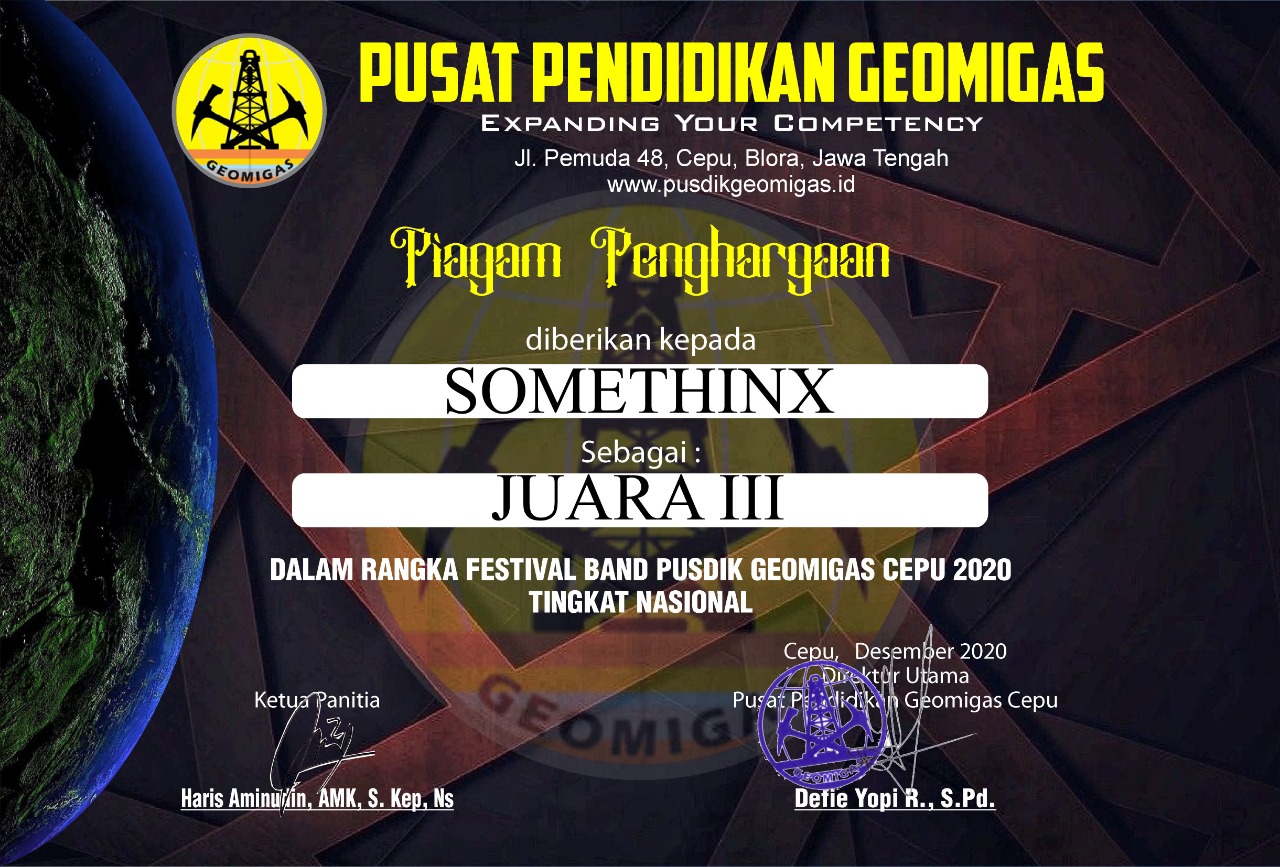 PUSAT PENDIDIKAN GEOMIGAS
EXPANDING YOUR COMPETENCY
Jl. Pemuda 48, Cepu, Blora, Jawa Tengah
www.pusdikgeomigas.id
GEOMIGAS
Piagam Penghargaan
diberikan kepada
SOMETHINX
Sebagai :
JUARA III
DALAM RANGKA FESTIVAL BAND PUSDIK GEOMIGAS CEPU 2020
TINGKAT NASIONAL
Cepu, Desember 2020
Direktur Utama
Ketua Panitia
Pusat Pendidikan Geomigas Cepu
GEOMIGAS
GEOMIGAS
Haris Aminudin, AMK, S. Kep, Ns
Defie Yopi R., S.Pd.